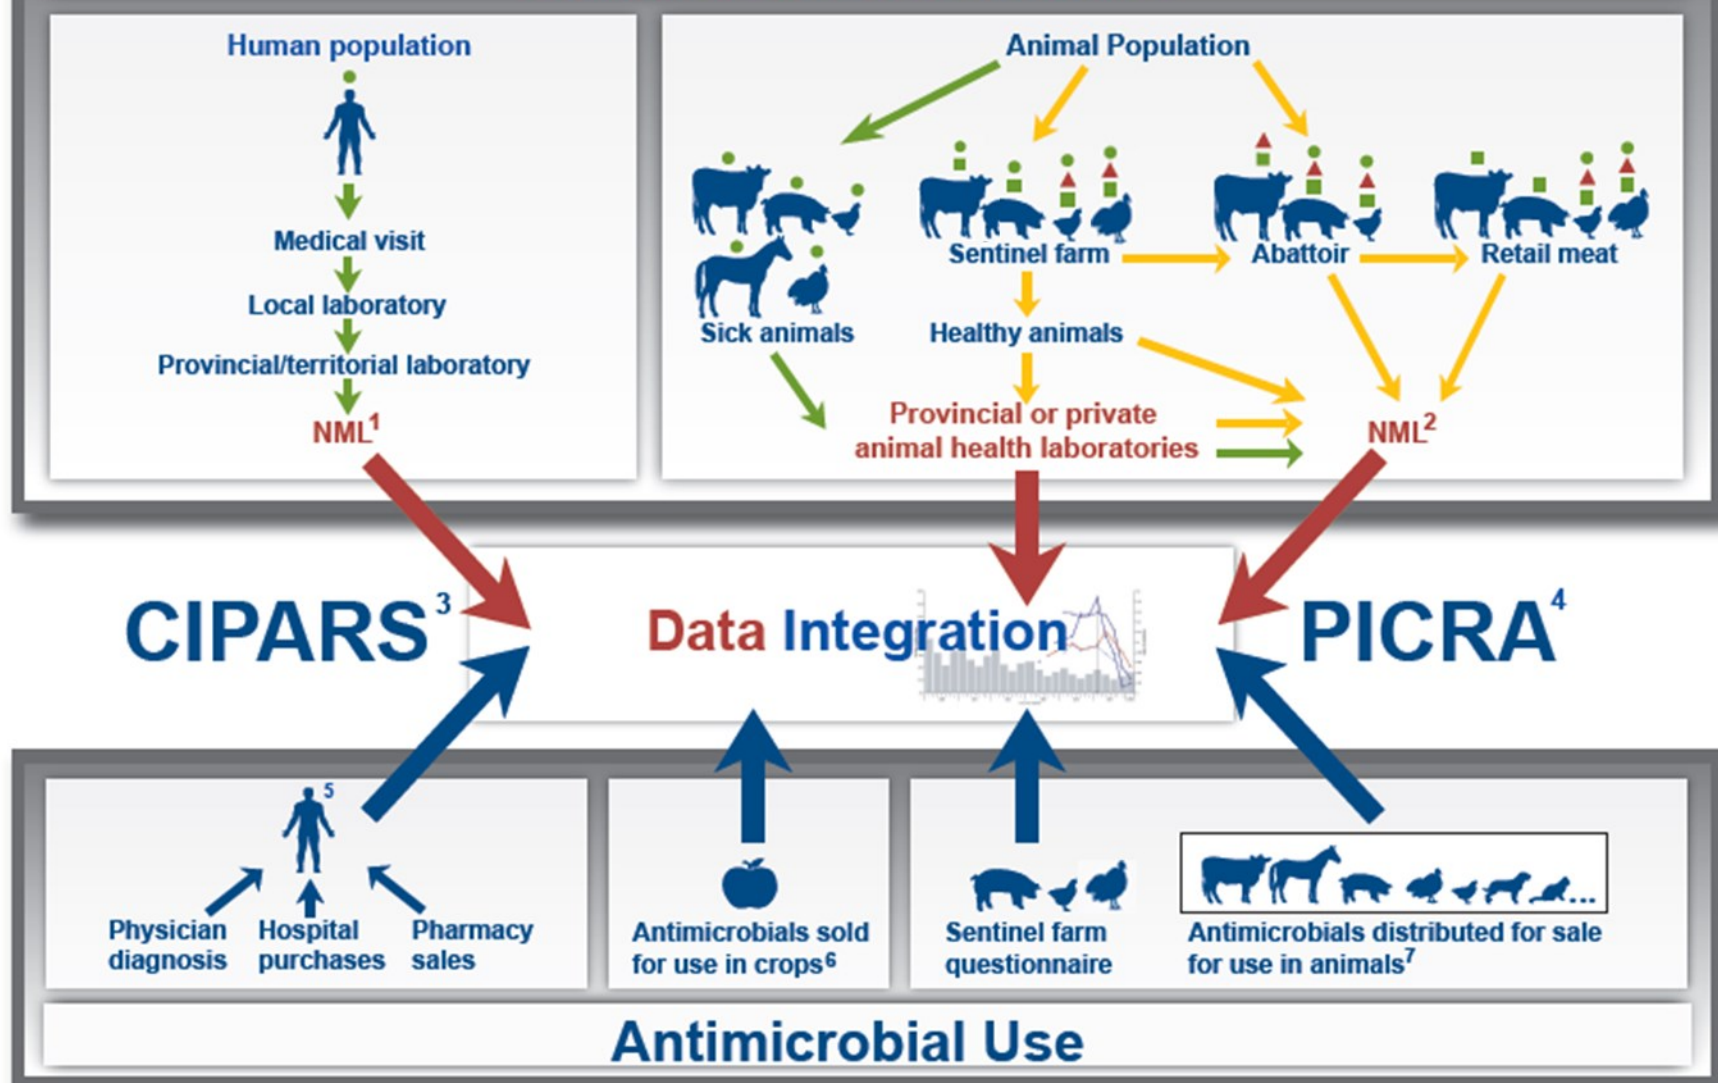 Human population
Medical visit
Local laboratory
Provincial/territorial laboratory
NML1
Animal Population
Sick animals
Sentinel farm
Abattoir
Retail meat
Healthy animals
Provincial or private
animal health laboratories
NML2
CIPARS3
Data Integration
PICRA4
5
Physician
diagnosis
Hospital
purchases
Pharmacy
sales
Antimicrobials sold
for use in crops6
Sentinel farm
questionnaire
...
Antimicrobials distributed for sale
for use in animals7
Antimicrobial Use